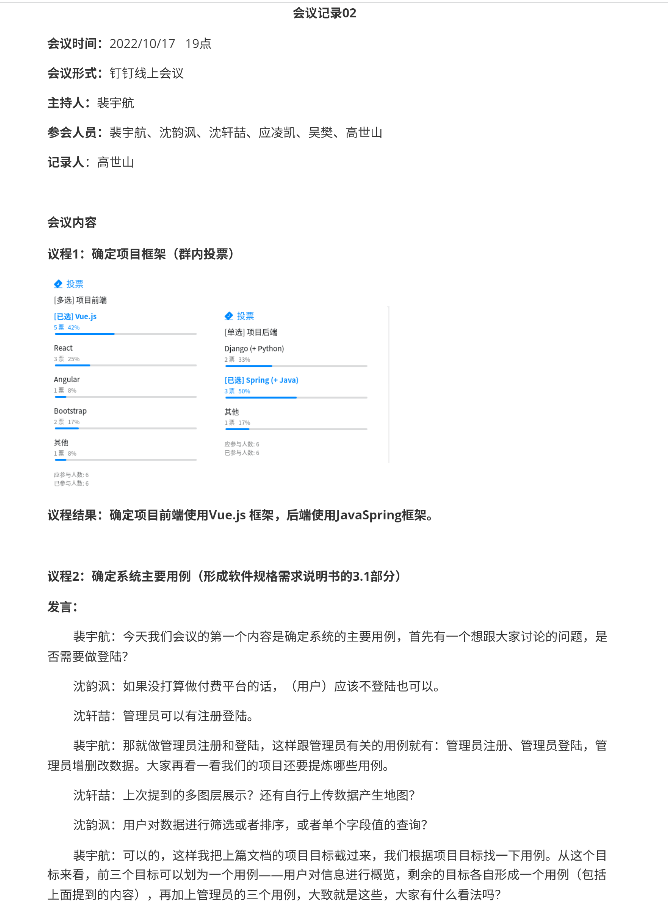 会议记录02
会议时间：2022/10/17 19点
会议形式：钉钉线上会议
主持人：裴宇航
参会人员：裴宇航、沈韵沨、沈轩喆、应凌凯、吴樊、高世山
记录人：高世山
会议内容
议程1：确定项目框架（群内投票）
投票
[多选] 项目前端
[已选] Vue.js
5 票 42%
React
3 票 25%
Angular
1 票 8%
Bootstrap
2 票 17%
其他
1 票 8%
应参与人数: 6
已参与人数: 6
投票
[单选] 项目后端
Django (+ Python)
2 票 33%
[已选] Spring (+ Java)
3 票 50%
其他
1 票 17%
应参与人数: 6
已参与人数: 6
议程结果：确定项目前端使用Vue.js 框架，后端使用JavaSpring框架。
议程2：确定系统主要用例（形成软件规格需求说明书的3.1部分）
发言：
裴宇航：今天我们会议的第一个内容是确定系统的主要用例，首先有一个想跟大家讨论的问题，是
否需要做登陆？
沈韵沨：如果没打算做付费平台的话，（用户）应该不登陆也可以。
沈轩喆：管理员可以有注册登陆。
裴宇航：那就做管理员注册和登陆，这样跟管理员有关的用例就有：管理员注册、管理员登陆，管
理员增删改数据。大家再看一看我们的项目还要提炼哪些用例。
沈轩喆：上次提到的多图层展示？还有自行上传数据产生地图？
沈韵沨：用户对数据进行筛选或者排序，或者单个字段值的查询？
裴宇航：可以的，这样我把上篇文档的项目目标截过来，我们根据项目目标找一下用例。从这个目
标来看，前三个目标可以划为一个用例——用户对信息进行概览，剩余的目标各自形成一个用例（包括
上面提到的内容），再加上管理员的三个用例，大致就是这些，大家有什么看法吗？